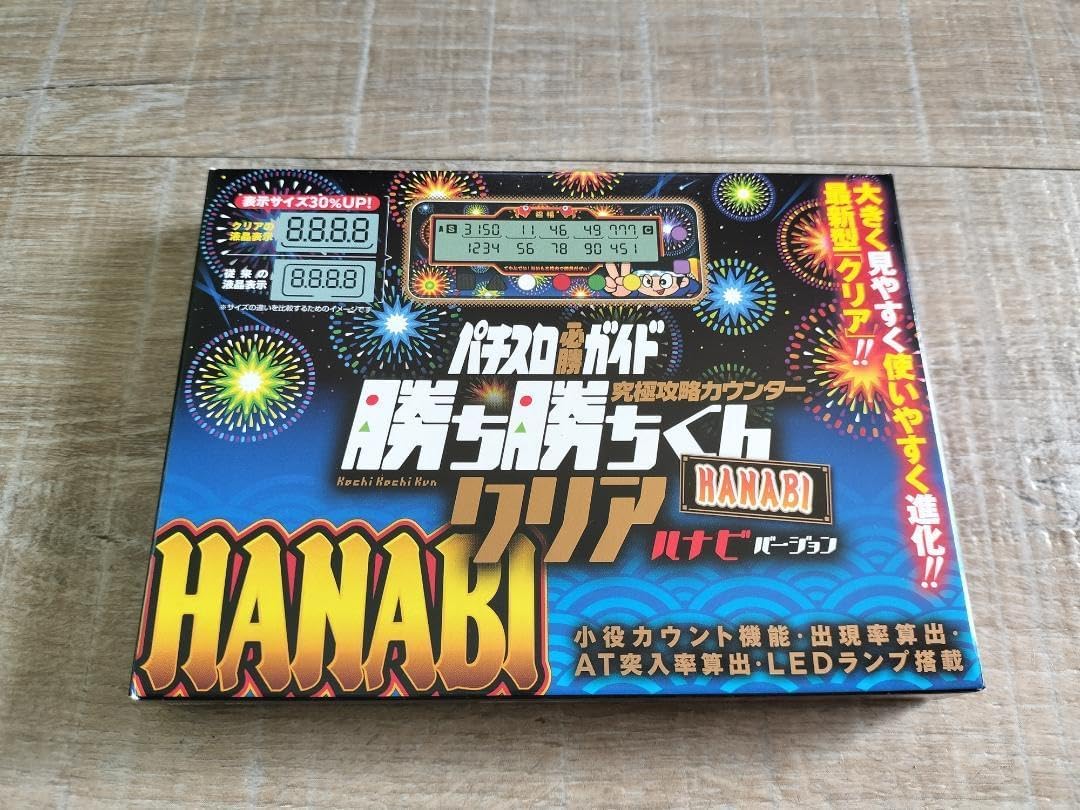 表示サイズ30%UP!
クリアの
液晶表示
8.8.8.8
従来の
液晶表示
8.8.8.8
※サイズの違いを比較するためのイメージです
S 3150 11 46 49 777 G
1234 56 78 90 451
大きく見やすく使いやすく進化!!
最新型「クリア」!!
パチスロ必勝ガイド
究極攻略カウンター
勝ち勝ちくん
Kachi Kachi Kun
クリア
HANABI
ハナビバージョン
HANABI
小役カウント機能・出現率算出・
AT突入率算出・LEDランプ搭載